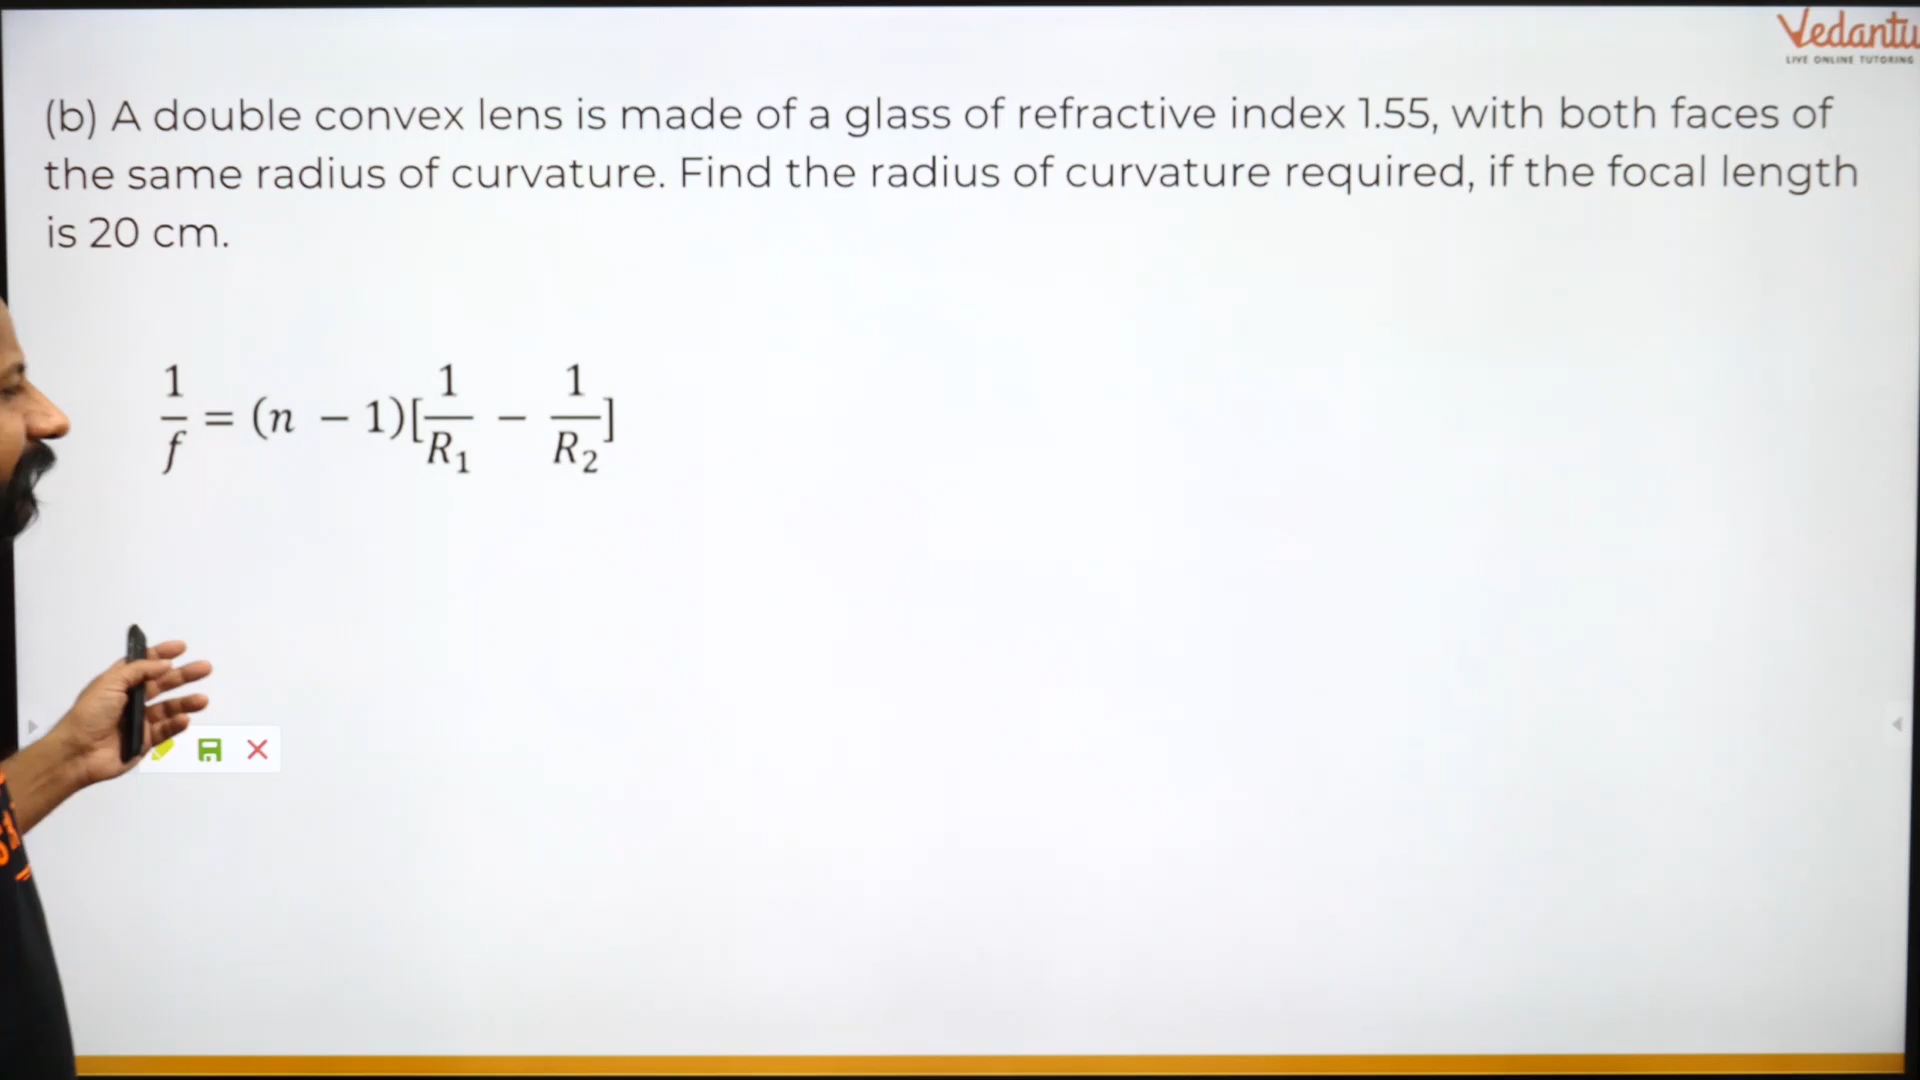 Vedantu
LIVE ONLINE TUTORING
(b) A double convex lens is made of a glass of refractive index 1.55, with both faces of
the same radius of curvature. Find the radius of curvature required, if the focal length
is 20 cm.
1/f = (n − 1)[1/R₁ − 1/R₂]